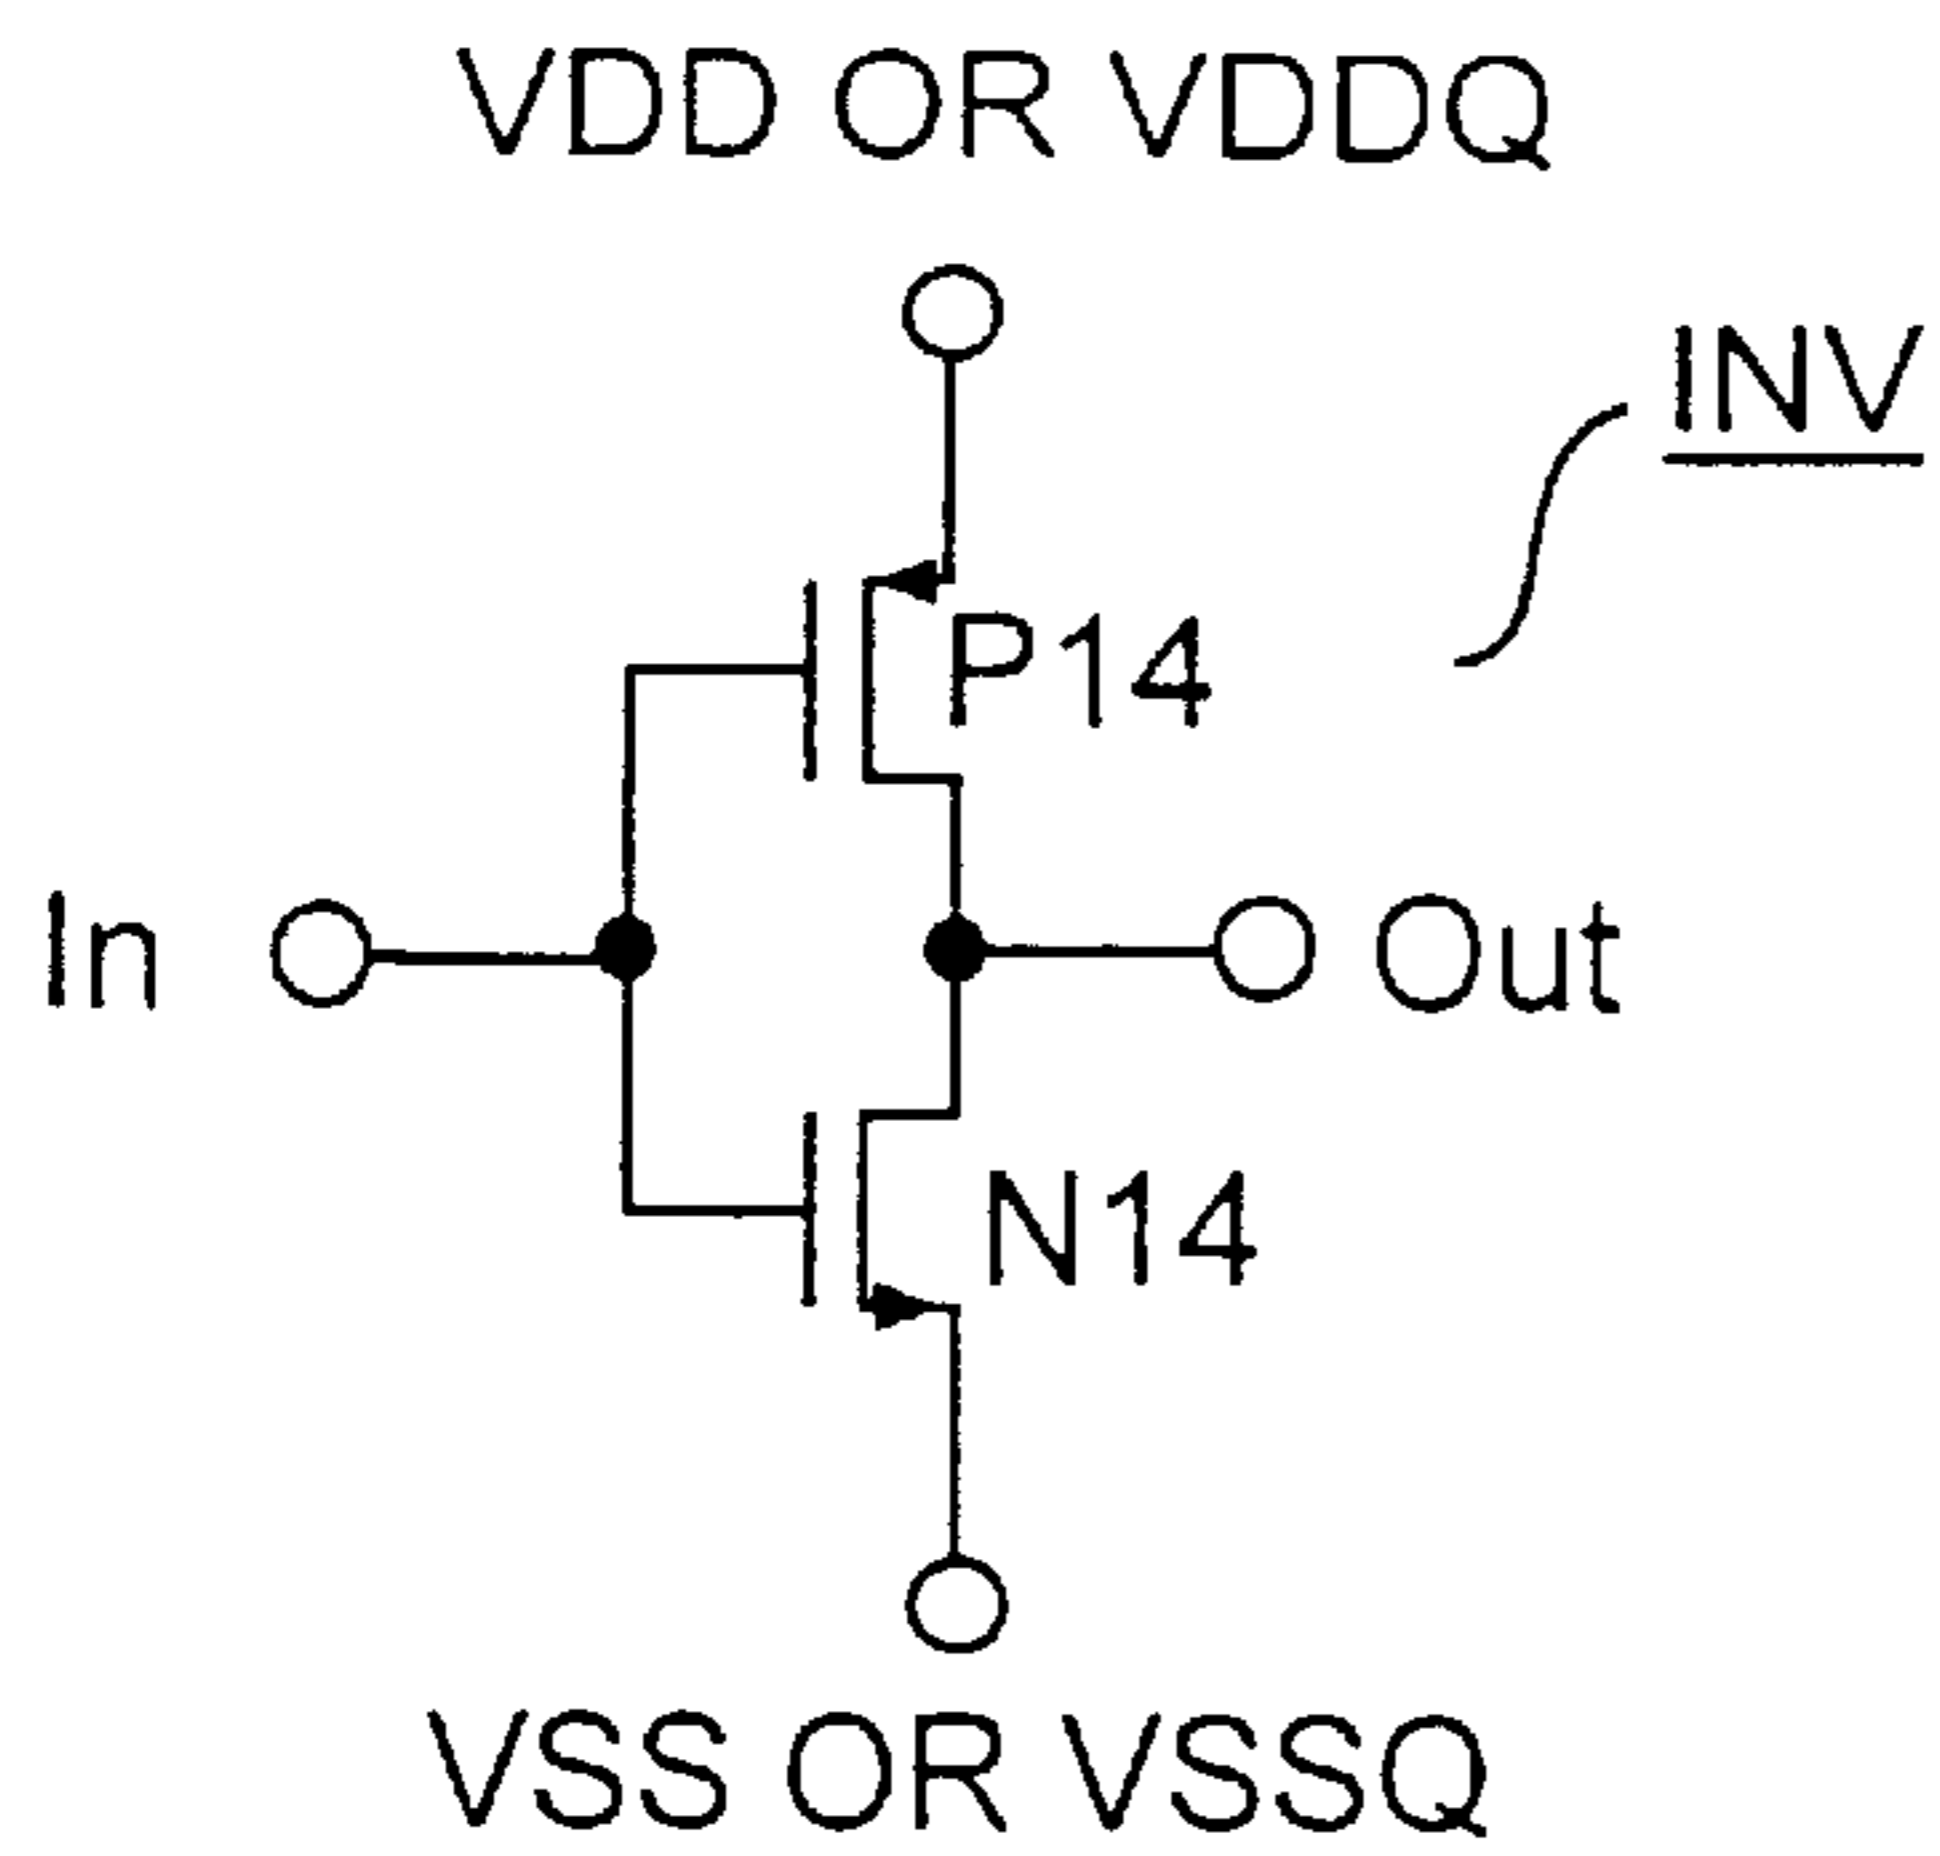 VDD OR VDDQ
INV
P14
In
Out
N14
VSS OR VSSQ